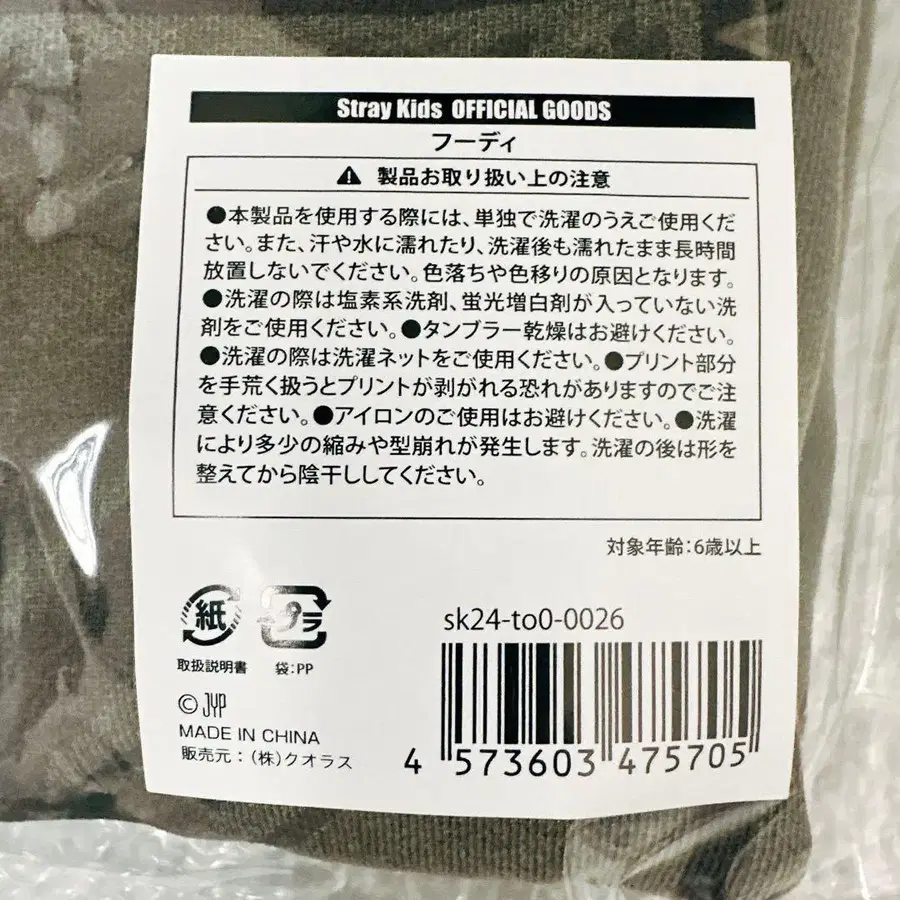 Stray Kids OFFICIAL GOODS
フーディ
⚠ 製品お取り扱い上の注意
●本製品を使用する際には、単独で洗濯のうえご使用くだ
さい。また、汗や水に濡れたり、洗濯後も濡れたまま長時間
放置しないでください。色落ちや色移りの原因となります。
●洗濯の際は塩素系洗剤、蛍光増白剤が入っていない洗
剤をご使用ください。●タンブラー乾燥はお避けください。
●洗濯の際は洗濯ネットをご使用ください。●プリント部分
を手荒く扱うとプリントが剥がれる恐れがありますのでご注
意ください。●アイロンのご使用はお避けください。●洗濯
により多少の縮みや型崩れが発生します。洗濯の後は形を
整えてから陰干ししてください。
対象年齢:6歳以上
紙
プラ
取扱説明書
袋:PP
sk24-to0-0026
© JYP
MADE IN CHINA
販売元：(株)クオラス
4 573603 475705